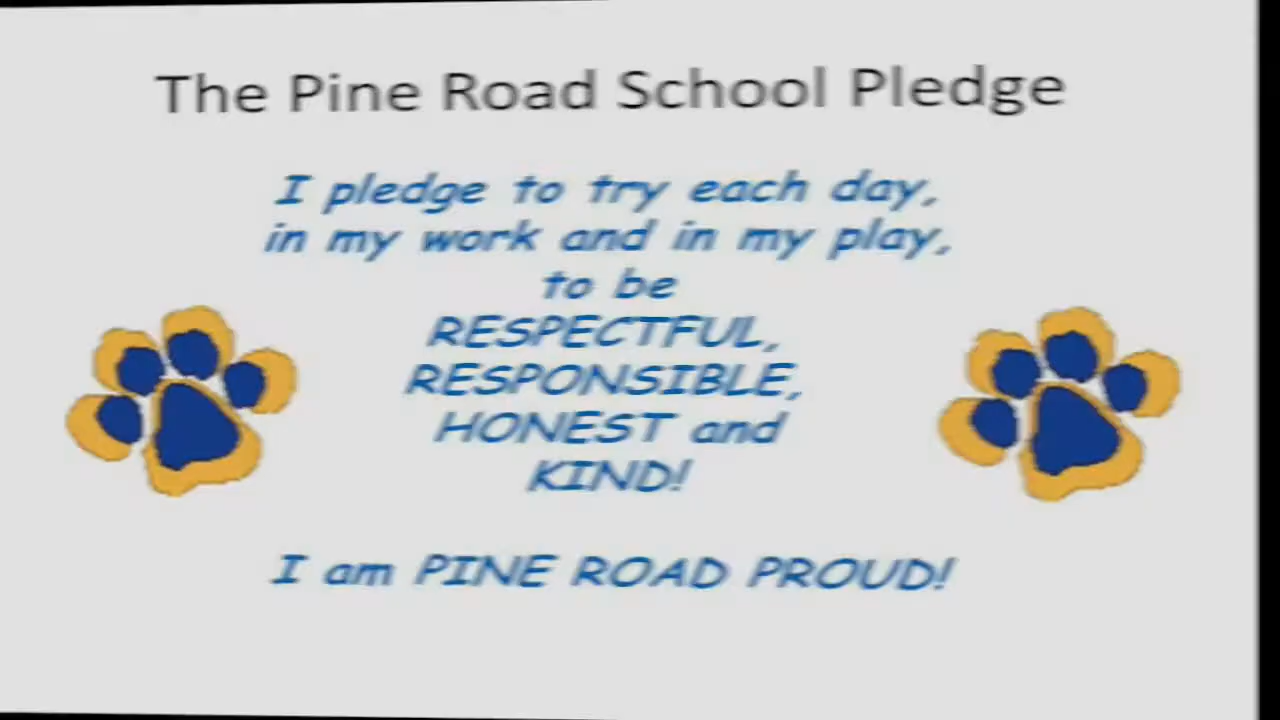 The Pine Road School Pledge
I pledge to try each day,
in my work and in my play,
to be
RESPECTFUL,
RESPONSIBLE,
HONEST and
KIND!
I am PINE ROAD PROUD!